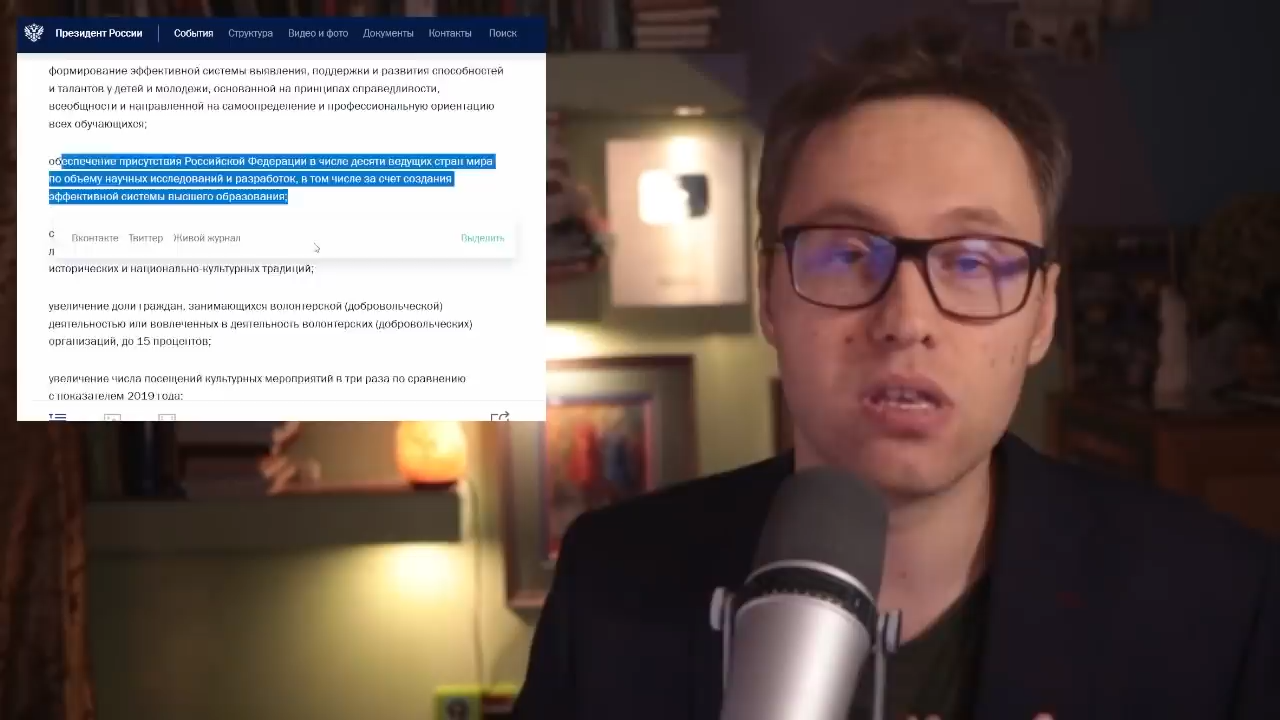 Президент России
События
Структура
Видео и фото
Документы
Контакты
Поиск
формирование эффективной системы выявления, поддержки и развития способностей
и талантов у детей и молодежи, основанной на принципах справедливости,
всеобщности и направленной на самоопределение и профессиональную ориентацию
всех обучающихся;
обеспечение присутствия Российской Федерации в числе десяти ведущих стран мира
по объему научных исследований и разработок, в том числе за счет создания
эффективной системы высшего образования;
с
Вконтакте
Твиттер
Живой журнал
Выделить
л
исторических и национально-культурных традиций;
увеличение доли граждан, занимающихся волонтерской (добровольческой)
деятельностью или вовлеченных в деятельность волонтерских (добровольческих)
организаций, до 15 процентов;
увеличение числа посещений культурных мероприятий в три раза по сравнению
с показателем 2019 года;